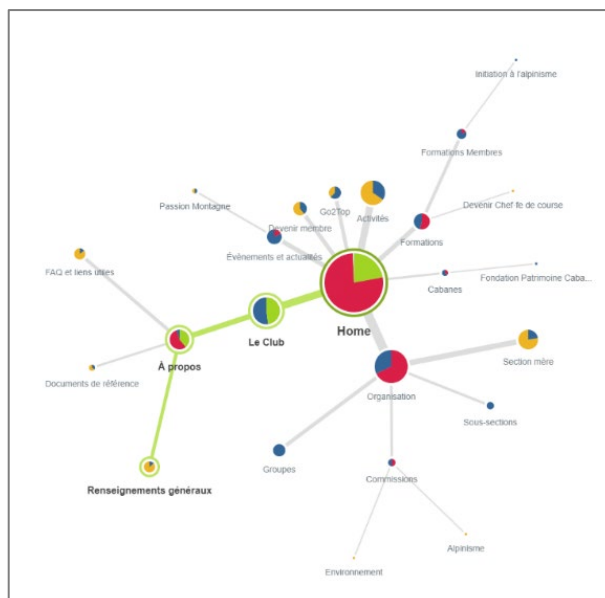 Initiation à l'alpinisme
Formations Membres
Passion Montagne
Go2Top
Activités
Devenir Chef·fe de course
Devenir membre
Formations
Évènements et actualités
FAQ et liens utiles
Cabanes
Fondation Patrimoine Caba...
Home
Le Club
À propos
Section mère
Documents de référence
Organisation
Sous-sections
Groupes
Commissions
Renseignements généraux
Alpinisme
Environnement